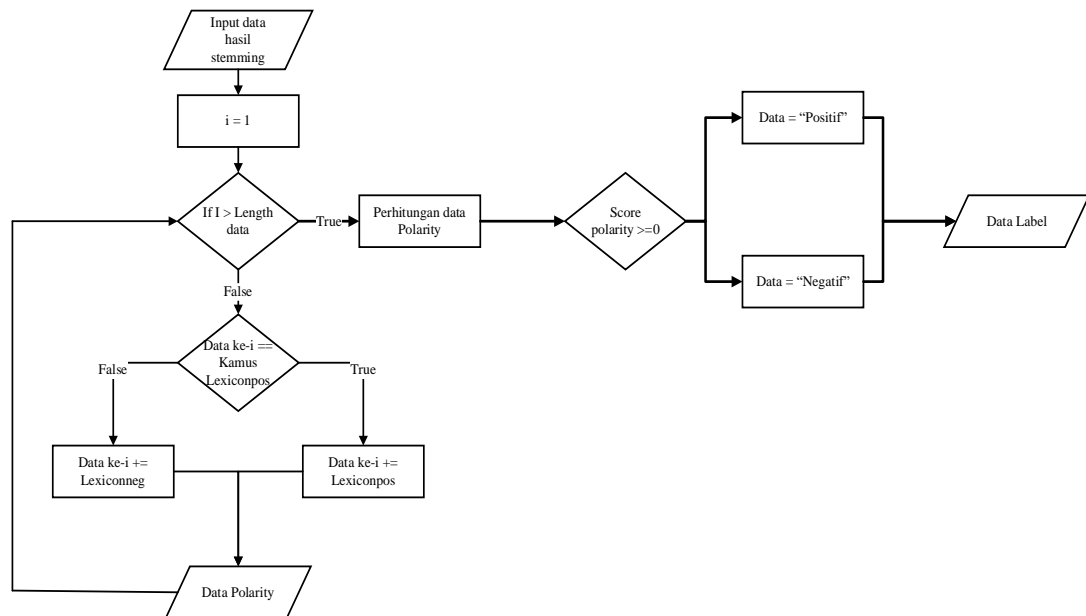 Input data
hasil
stemming
i = 1
If I > Length
data
True
Perhitungan data
Polarity
Score
polarity >=0
Data = “Positif”
Data = “Negatif”
Data Label
False
Data ke-i ==
Kamus
Lexiconpos
False
True
Data ke-i +=
Lexiconneg
Data ke-i +=
Lexiconpos
Data Polarity